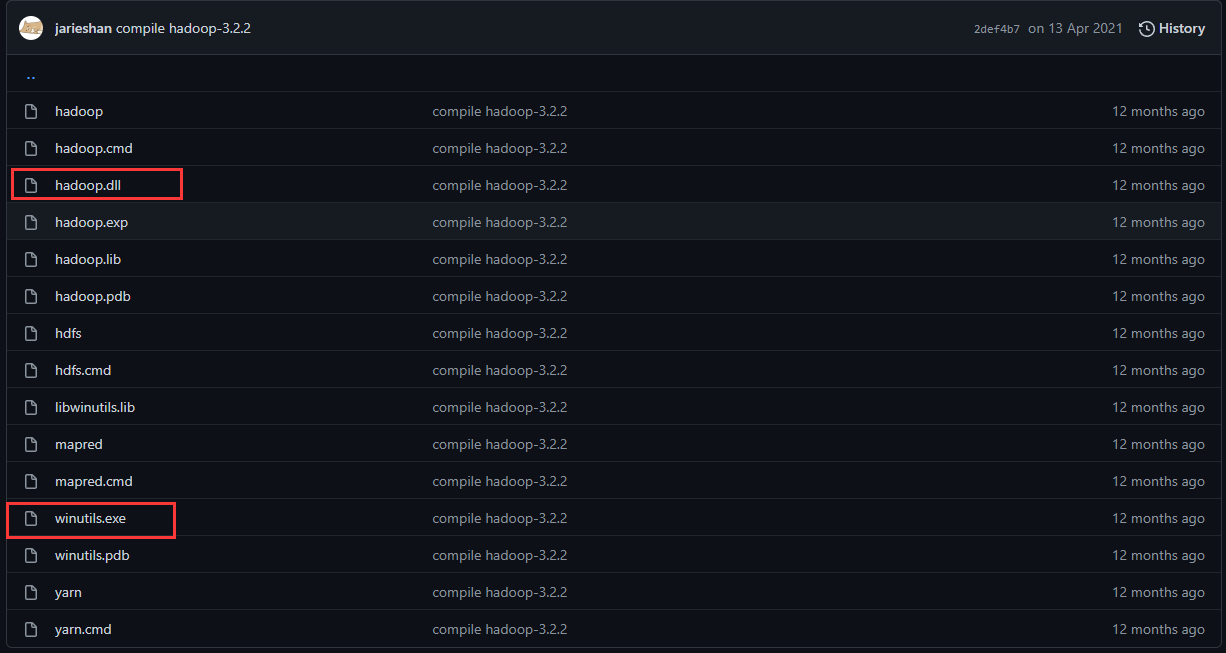 jarieshan compile hadoop-3.2.2 2def4b7 on 13 Apr 2021 History
..
hadoop compile hadoop-3.2.2 12 months ago
hadoop.cmd compile hadoop-3.2.2 12 months ago
hadoop.dll compile hadoop-3.2.2 12 months ago
hadoop.exp compile hadoop-3.2.2 12 months ago
hadoop.lib compile hadoop-3.2.2 12 months ago
hadoop.pdb compile hadoop-3.2.2 12 months ago
hdfs compile hadoop-3.2.2 12 months ago
hdfs.cmd compile hadoop-3.2.2 12 months ago
libwinutils.lib compile hadoop-3.2.2 12 months ago
mapred compile hadoop-3.2.2 12 months ago
mapred.cmd compile hadoop-3.2.2 12 months ago
winutils.exe compile hadoop-3.2.2 12 months ago
winutils.pdb compile hadoop-3.2.2 12 months ago
yarn compile hadoop-3.2.2 12 months ago
yarn.cmd compile hadoop-3.2.2 12 months ago